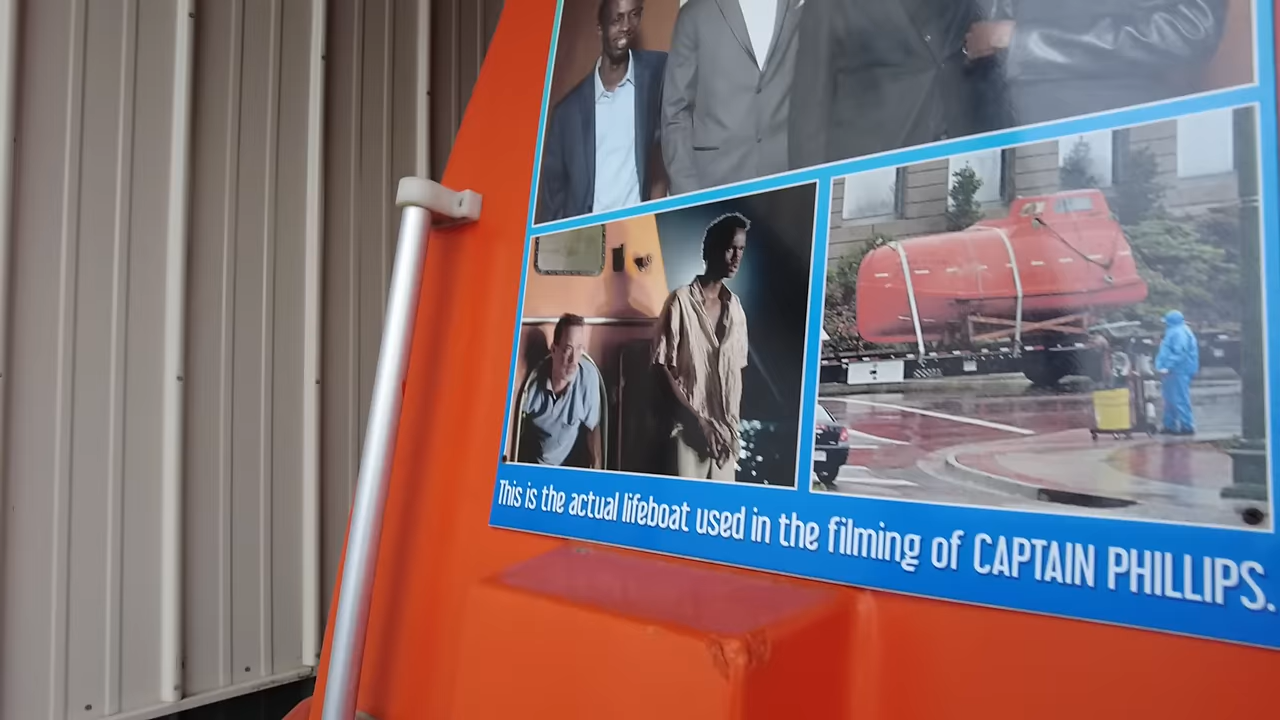 This is the actual lifeboat used in the filming of CAPTAIN PHILLIPS.